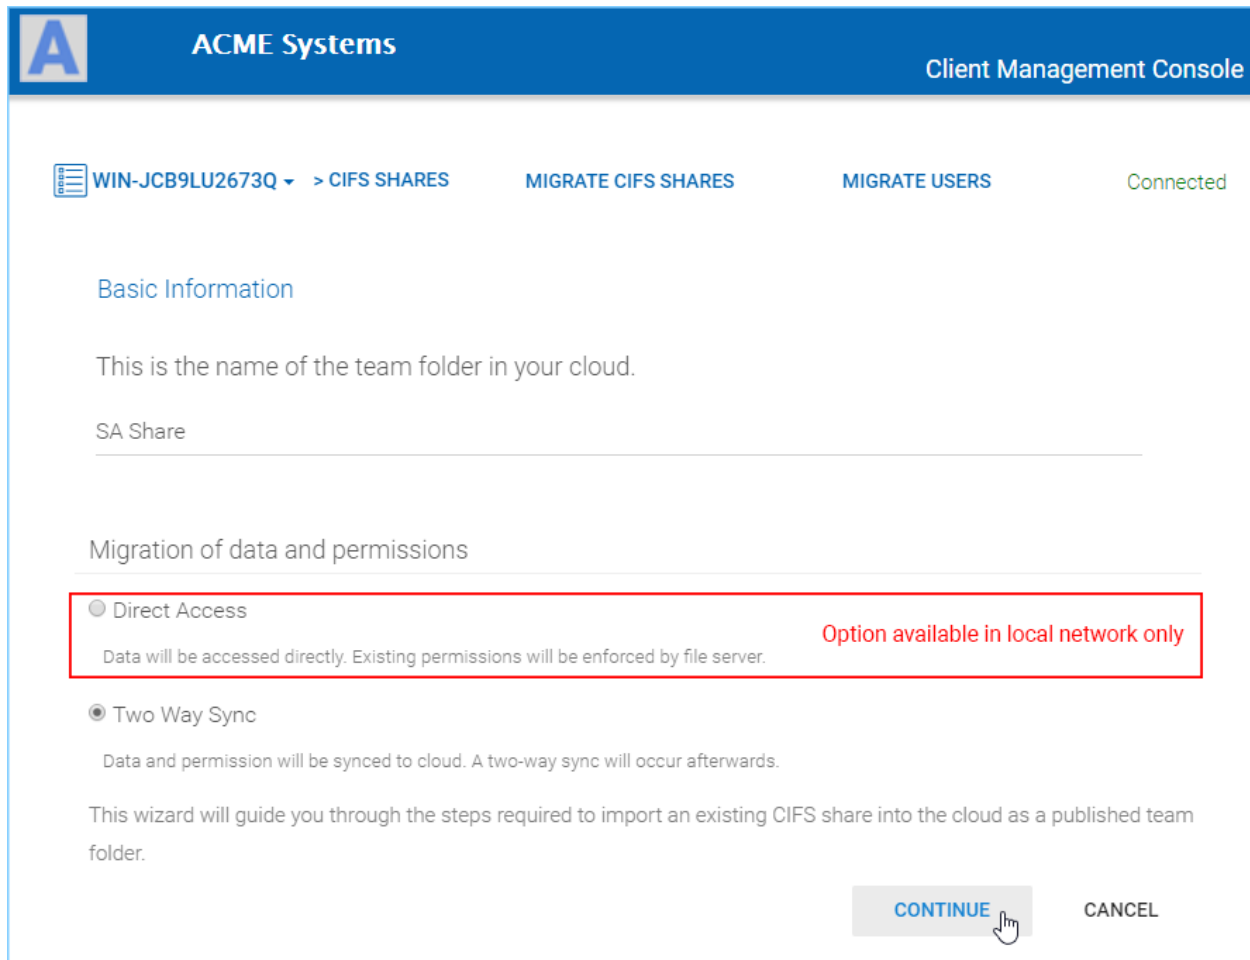 A
ACME Systems
Client Management Console
WIN-JCB9LU2673Q > CIFS SHARES MIGRATE CIFS SHARES MIGRATE USERS Connected
Basic Information
This is the name of the team folder in your cloud.
SA Share
Migration of data and permissions
Direct Access
Option available in local network only
Data will be accessed directly. Existing permissions will be enforced by file server.
Two Way Sync
Data and permission will be synced to cloud. A two-way sync will occur afterwards.
This wizard will guide you through the steps required to import an existing CIFS share into the cloud as a published team
folder.
CONTINUE CANCEL